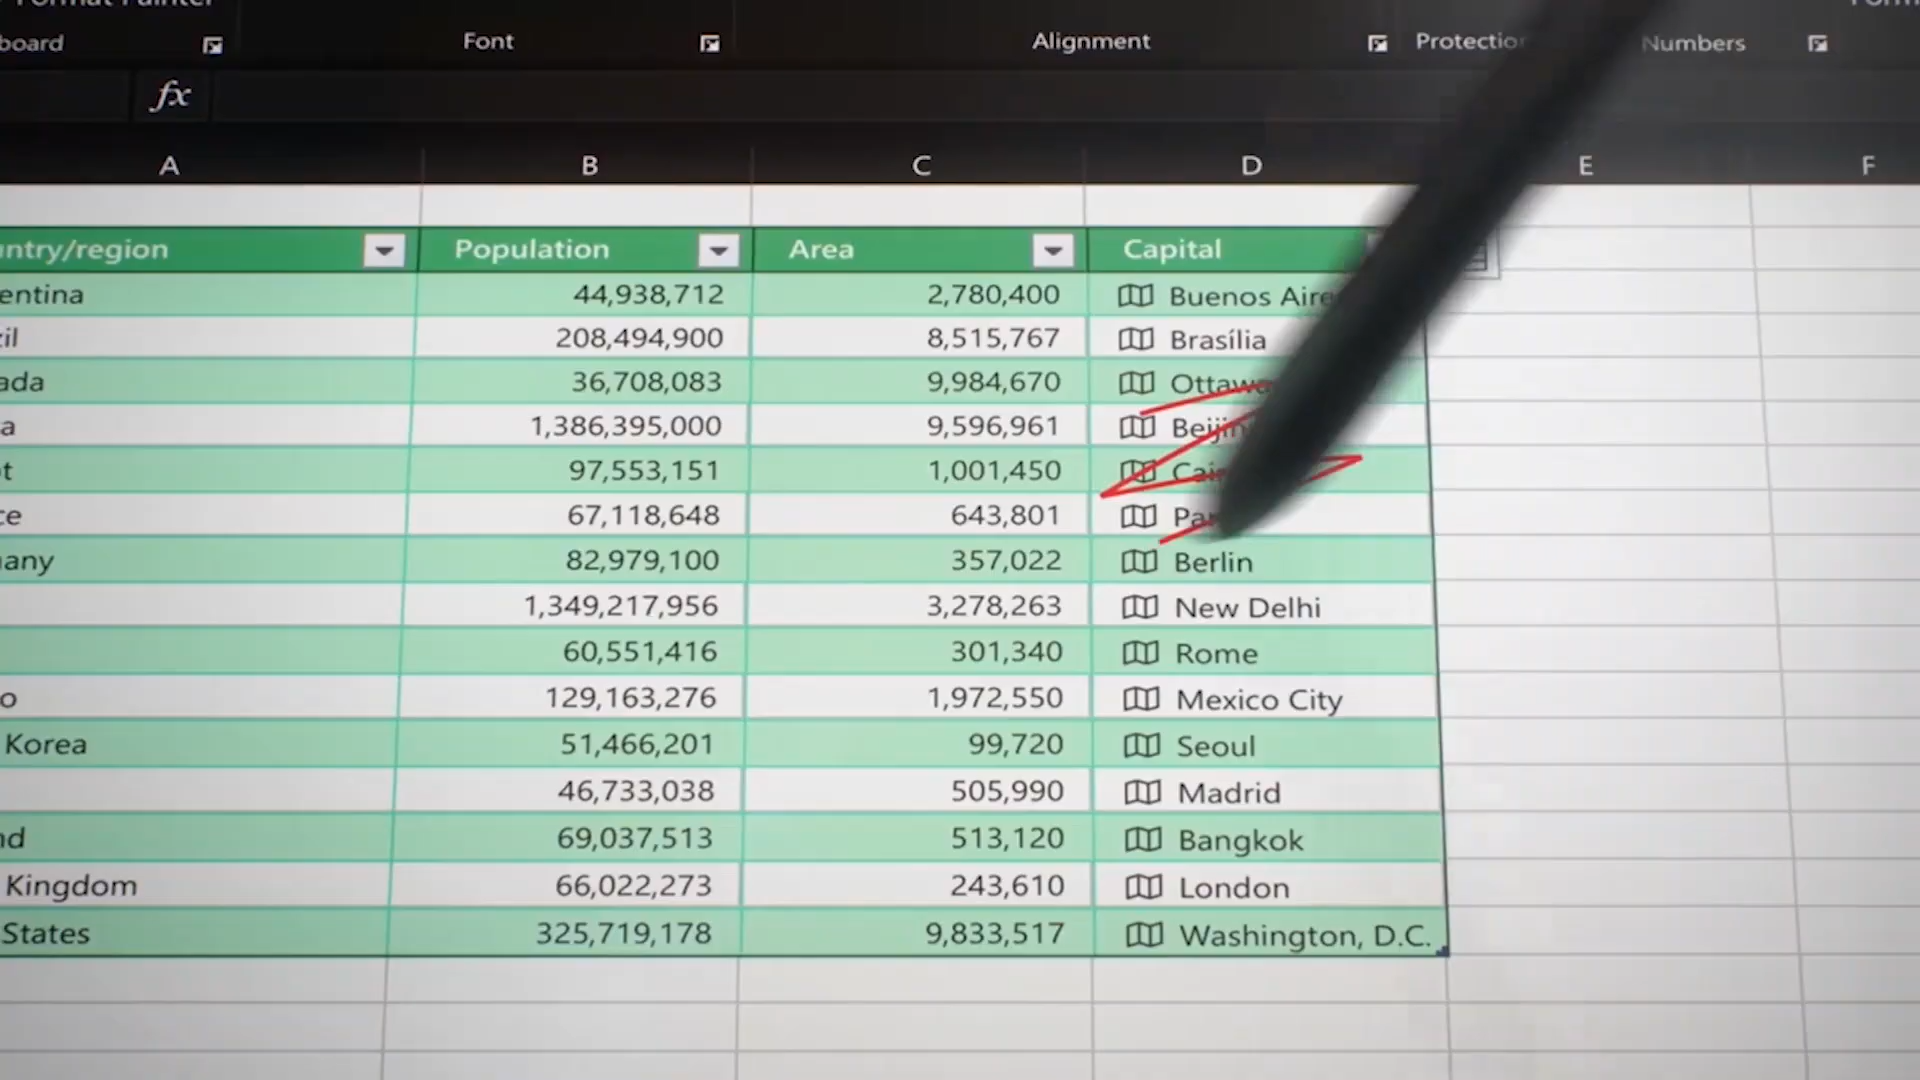 board Font Alignment Protection Numbers
fx
A B C D E F
untry/region Population Area Capital
entina 44,938,712 2,780,400 Buenos Aire
zil 208,494,900 8,515,767 Brasília
ada 36,708,083 9,984,670 Ottawa
a 1,386,395,000 9,596,961 Beijin
t 97,553,151 1,001,450 Cair
ce 67,118,648 643,801 Par
any 82,979,100 357,022 Berlin
1,349,217,956 3,278,263 New Delhi
60,551,416 301,340 Rome
o 129,163,276 1,972,550 Mexico City
Korea 51,466,201 99,720 Seoul
46,733,038 505,990 Madrid
nd 69,037,513 513,120 Bangkok
Kingdom 66,022,273 243,610 London
States 325,719,178 9,833,517 Washington, D.C.